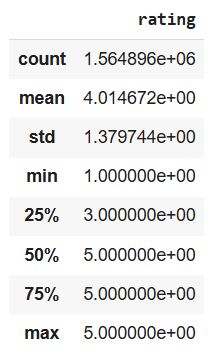 rating
count 1.564896e+06
mean 4.014672e+00
std 1.379744e+00
min 1.000000e+00
25% 3.000000e+00
50% 5.000000e+00
75% 5.000000e+00
max 5.000000e+00